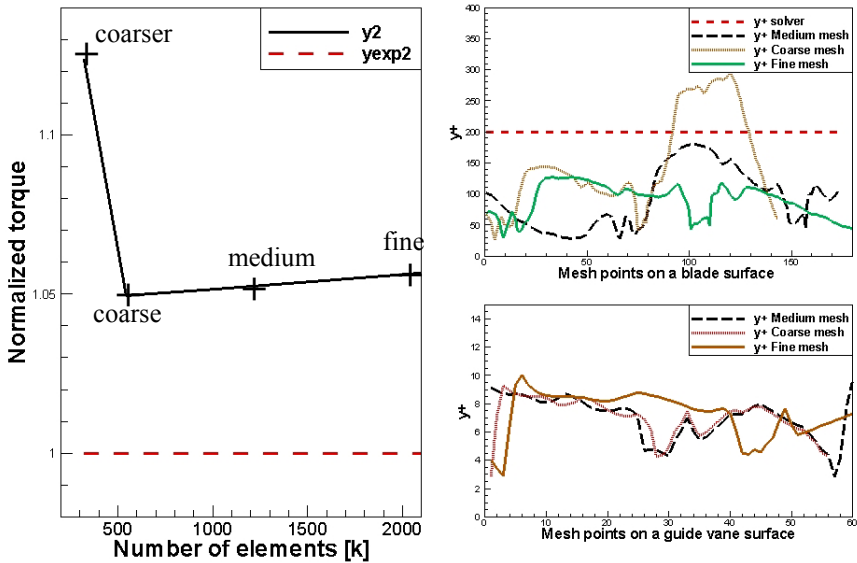 coarser
y2
yexp2
1.1
1.05
1
medium
fine
coarse
Normalized torque
500
1000
1500
2000
Number of elements [k]
400
350
300
250
200
150
100
50
0
y+
y+ solver
y+ Medium mesh
y+ Coarse mesh
y+ Fine mesh
0
50
100
150
Mesh points on a blade surface
14
12
10
8
6
4
2
0
y+
y+ Medium mesh
y+ Coarse mesh
y+ Fine mesh
0
10
20
30
40
50
60
Mesh points on a guide vane surface